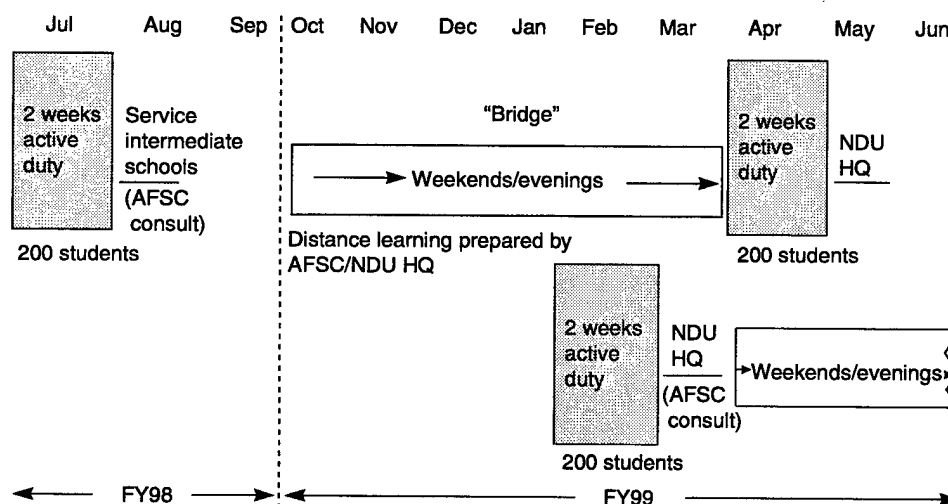 Jul Aug Sep Oct Nov Dec Jan Feb Mar Apr May Jun
2 weeks
active
duty
Service
intermediate
schools
(AFSC
consult)
200 students
"Bridge"
Weekends/evenings
Distance learning prepared by
AFSC/NDU HQ
2 weeks
active
duty
NDU
HQ
200 students
2 weeks
active
duty
NDU
HQ
(AFSC
consult)
Weekends/evenings
200 students
FY98 FY99